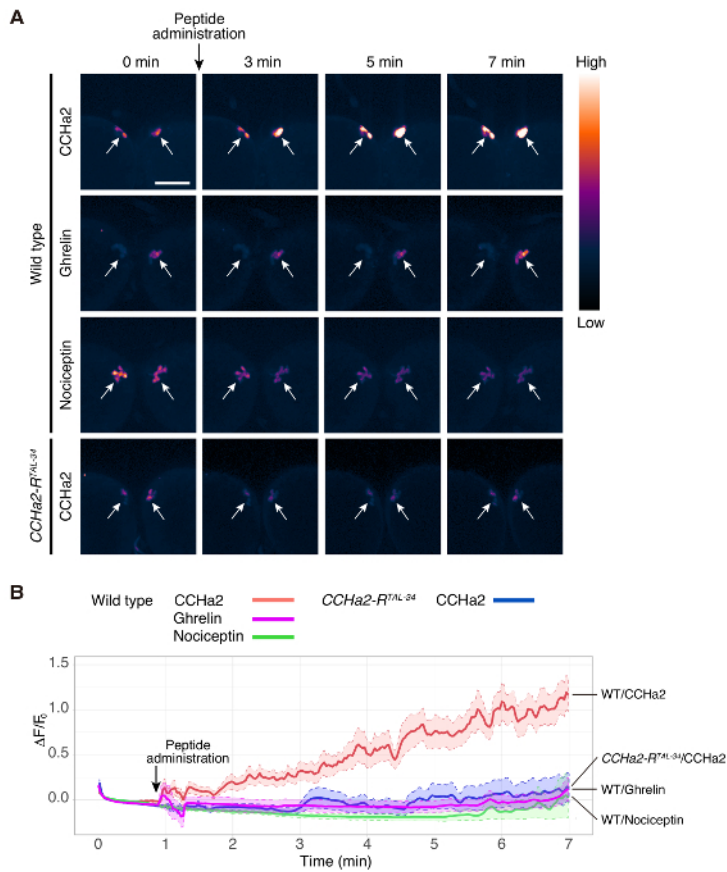 A
Peptide
administration
0 min 3 min 5 min 7 min
High
Low
Wild type
CCHa2
Ghrelin
Nociceptin
CCHa2-R^TAL-34
CCHa2
B
Wild type CCHa2 CCHa2-R^TAL-34 CCHa2
Ghrelin
Nociceptin
1.5
1.0
0.5
0.0
ΔF/F₀
Peptide
administration
WT/CCHa2
CCHa2-R^TAL-34/CCHa2
WT/Ghrelin
WT/Nociceptin
0 1 2 3 4 5 6 7
Time (min)